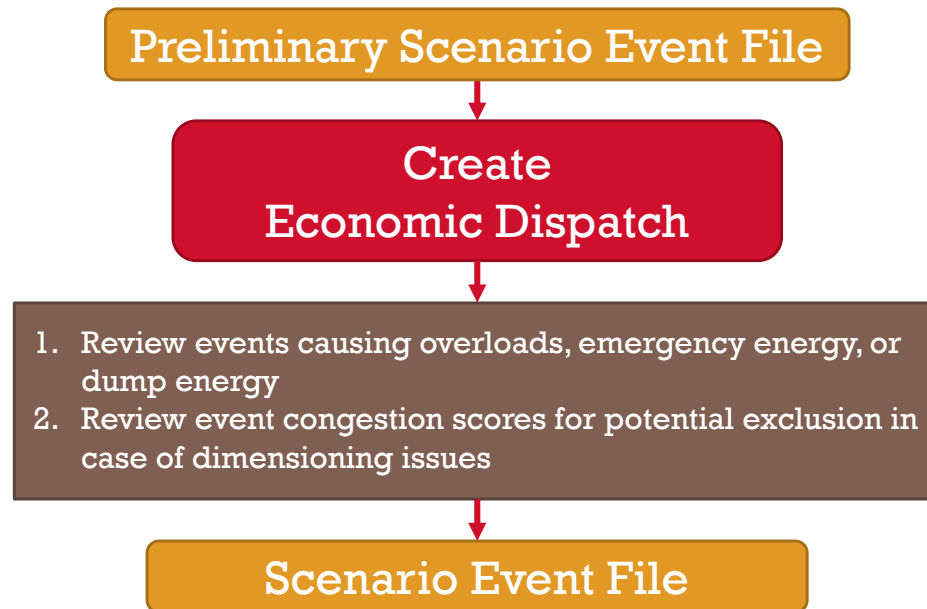 Preliminary Scenario Event File
Create
Economic Dispatch
1. Review events causing overloads, emergency energy, or
dump energy
2. Review event congestion scores for potential exclusion in
case of dimensioning issues
Scenario Event File